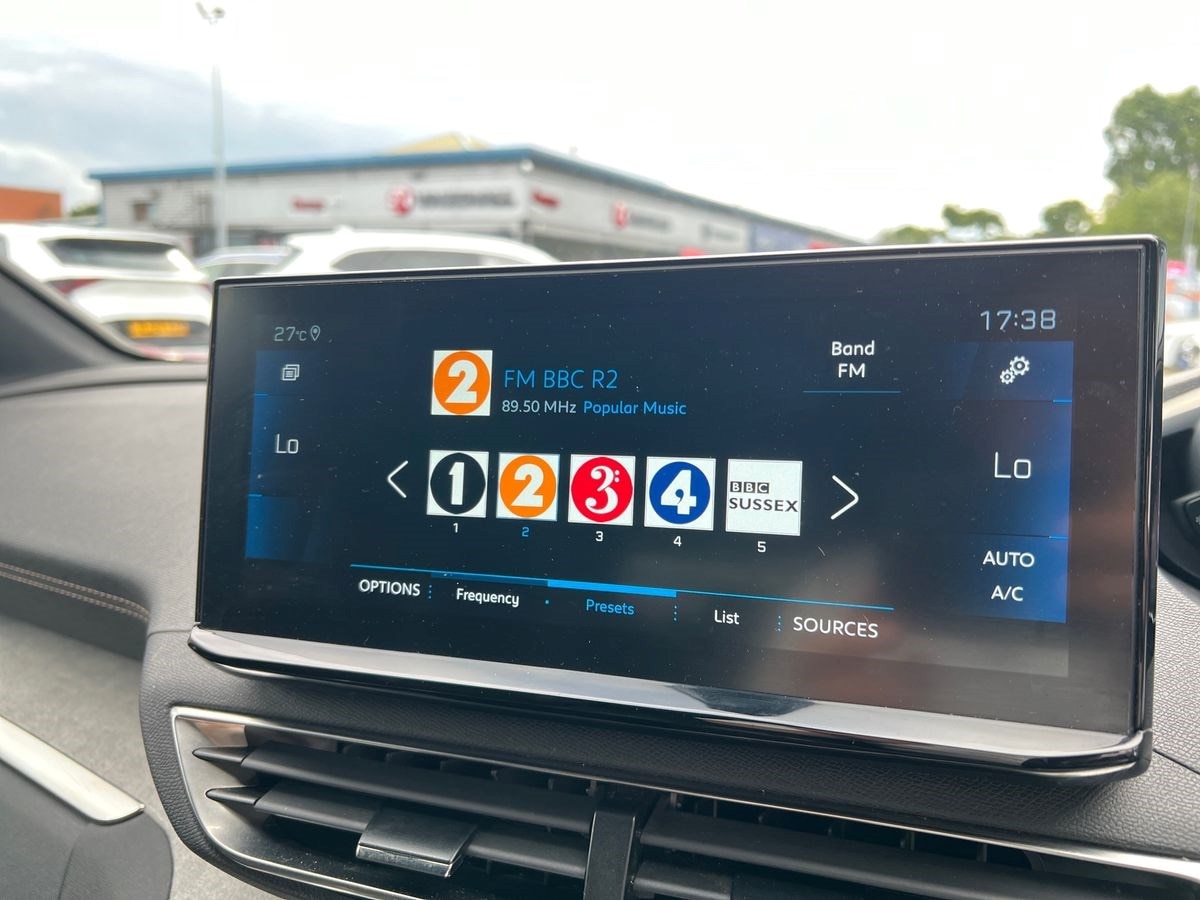 17:38
27°C
2
FM BBC R2
89.50 MHz Popular Music
Band
FM
Lo
Lo
1
2
3
4
BBC
SUSSEX
1
2
3
4
5
AUTO
A/C
OPTIONS
Frequency
Presets
List
SOURCES